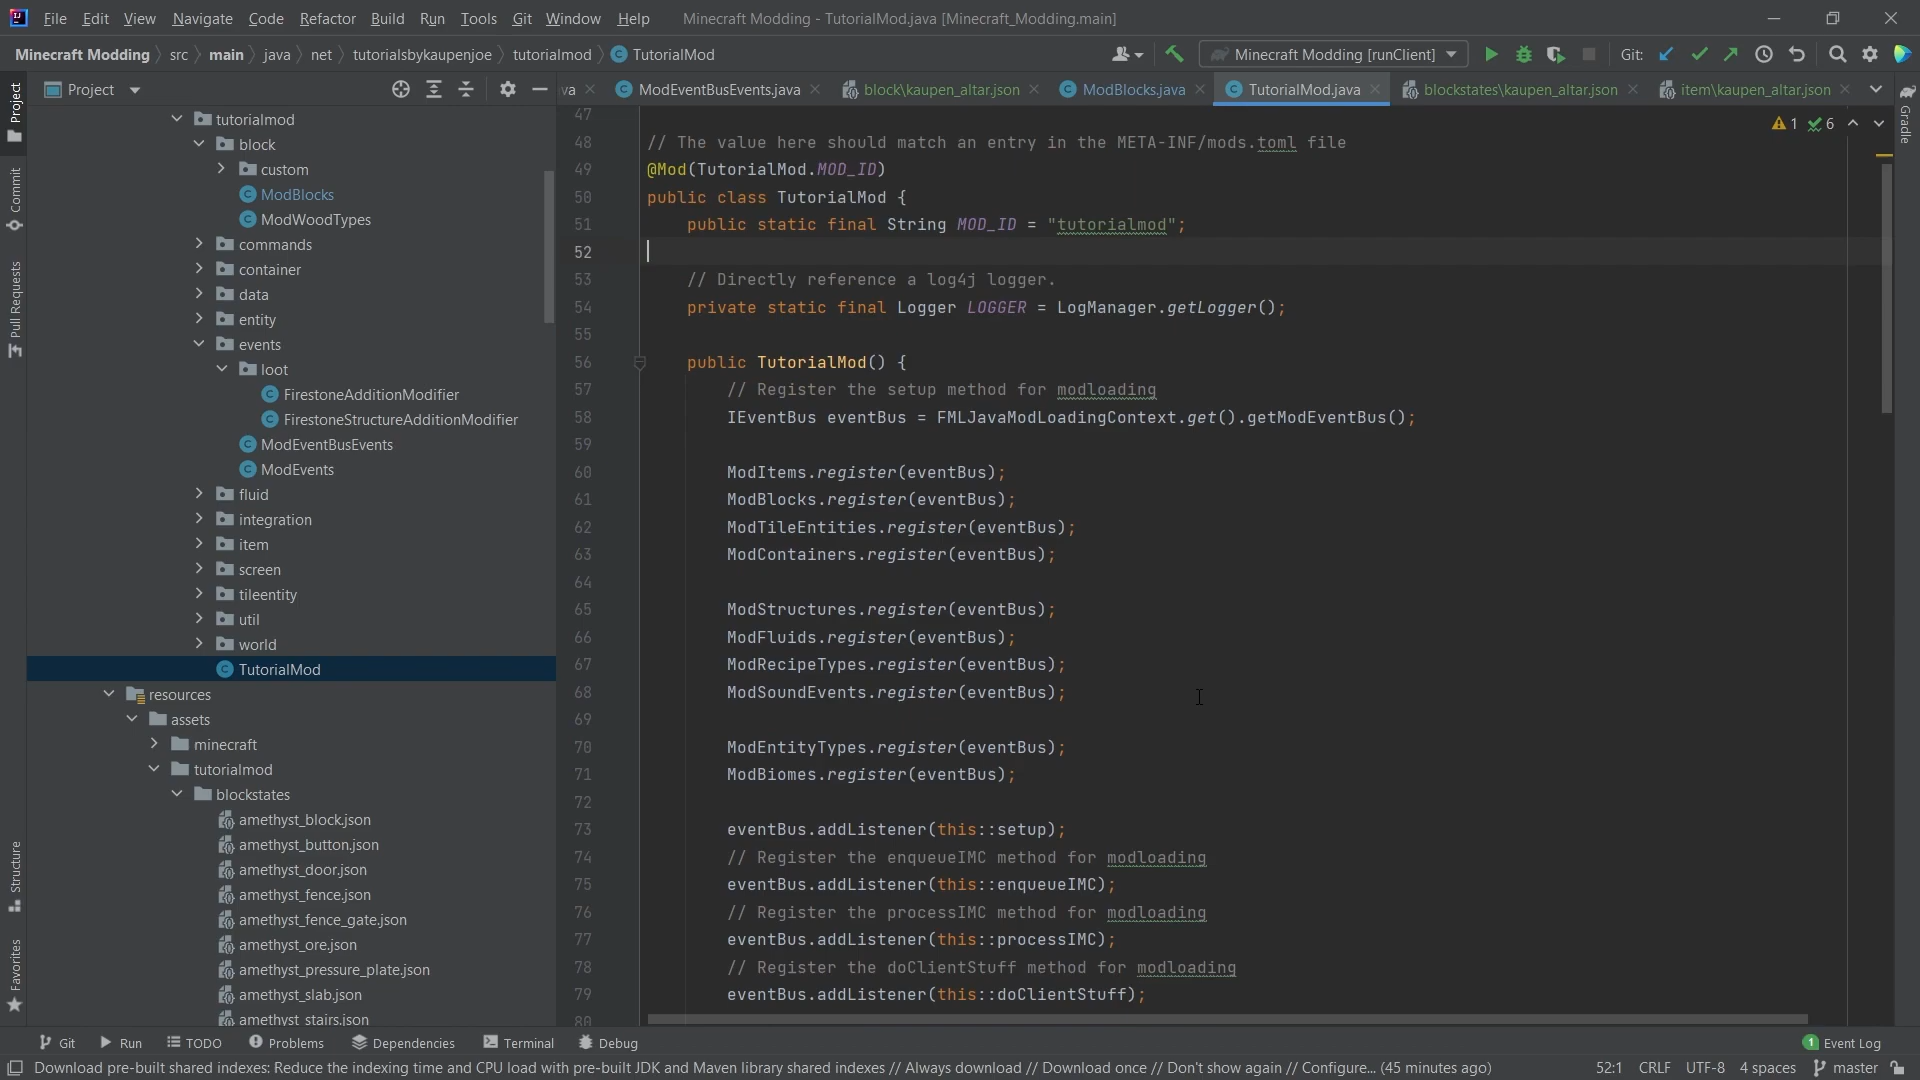 File Edit View Navigate Code Refactor Build Run Tools Git Window Help Minecraft Modding - TutorialMod.java [Minecraft_Modding.main]
Minecraft Modding src main java net tutorialsbykaupenjoe tutorialmod TutorialMod Minecraft Modding [runClient] Git:
Project va ModEventBusEvents.java block\kaupen_altar.json ModBlocks.java TutorialMod.java blockstates\kaupen_altar.json item\kaupen_altar.json
Project
Commit
Pull Requests
Structure
Favorites
Gradle
tutorialmod
block
custom
ModBlocks
ModWoodTypes
commands
container
data
entity
events
loot
FirestoneAdditionModifier
FirestoneStructureAdditionModifier
ModEventBusEvents
ModEvents
fluid
integration
item
screen
tileentity
util
world
TutorialMod
resources
assets
minecraft
tutorialmod
blockstates
amethyst_block.json
amethyst_button.json
amethyst_door.json
amethyst_fence.json
amethyst_fence_gate.json
amethyst_ore.json
amethyst_pressure_plate.json
amethyst_slab.json
amethyst_stairs.json
1 6
47
48 // The value here should match an entry in the META-INF/mods.toml file
49 @Mod(TutorialMod.MOD_ID)
50 public class TutorialMod {
51 public static final String MOD_ID = "tutorialmod";
52
53 // Directly reference a log4j logger.
54 private static final Logger LOGGER = LogManager.getLogger();
55
56 public TutorialMod() {
57 // Register the setup method for modloading
58 IEventBus eventBus = FMLJavaModLoadingContext.get().getModEventBus();
59
60 ModItems.register(eventBus);
61 ModBlocks.register(eventBus);
62 ModTileEntities.register(eventBus);
63 ModContainers.register(eventBus);
64
65 ModStructures.register(eventBus);
66 ModFluids.register(eventBus);
67 ModRecipeTypes.register(eventBus);
68 ModSoundEvents.register(eventBus);
69
70 ModEntityTypes.register(eventBus);
71 ModBiomes.register(eventBus);
72
73 eventBus.addListener(this::setup);
74 // Register the enqueueIMC method for modloading
75 eventBus.addListener(this::enqueueIMC);
76 // Register the processIMC method for modloading
77 eventBus.addListener(this::processIMC);
78 // Register the doClientStuff method for modloading
79 eventBus.addListener(this::doClientStuff);
80
Git Run TODO Problems Dependencies Terminal Debug 1 Event Log
Download pre-built shared indexes: Reduce the indexing time and CPU load with pre-built JDK and Maven library shared indexes // Always download // Download once // Don't show again // Configure... (45 minutes ago) 52:1 CRLF UTF-8 4 spaces master